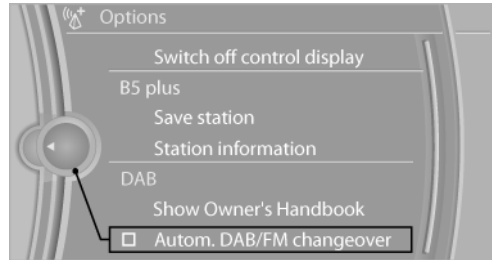 Options
Switch off control display
B5 plus
Save station
Station information
DAB
Show Owner's Handbook
Autom. DAB/FM changeover